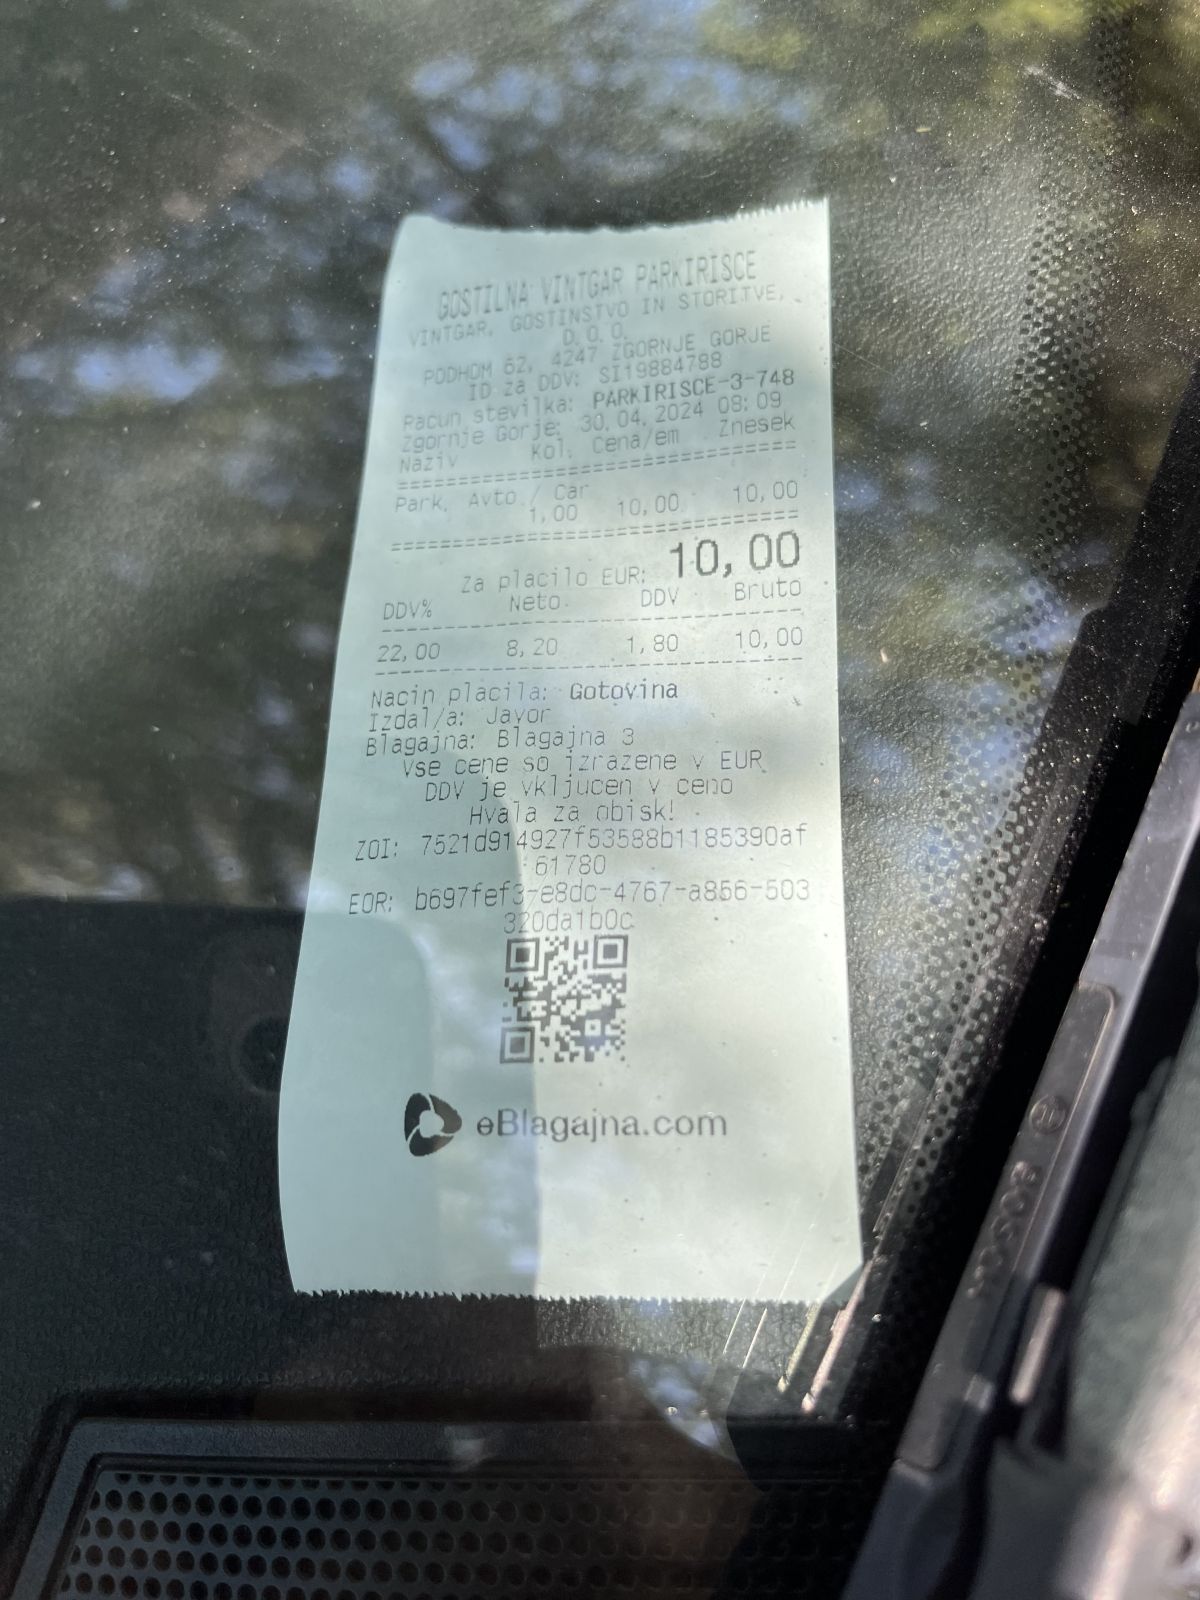 GOSTILNA VINTGAR PARKIRISCE
VINTGAR, GOSTINSTVO IN STORITVE,
D.O.O.
PODHOM 62, 4247 ZGORNJE GORJE
ID za DDV: SI19884788
Racun stevilka: PARKIRISCE-3-748
Zgornje Gorje: 30.04.2024 08:09
Naziv Kol. Cena/em Znesek
Park. Avto / Car
1,00 10,00 10,00
Za placilo EUR: 10,00
DDV% Neto DDV Bruto
22,00 8,20 1,80 10,00
Nacin placila: Gotovina
Izdal/a: Javor
Blagajna: Blagajna 3
Vse cene so izrazene v EUR
DDV je vkljucen v ceno
Hvala za obisk!
ZOI: 7521d914927f53588b1185390af
61780
EOR: b697fef3-e8dc-4767-a856-503
320da1b0c
eBlagajna.com